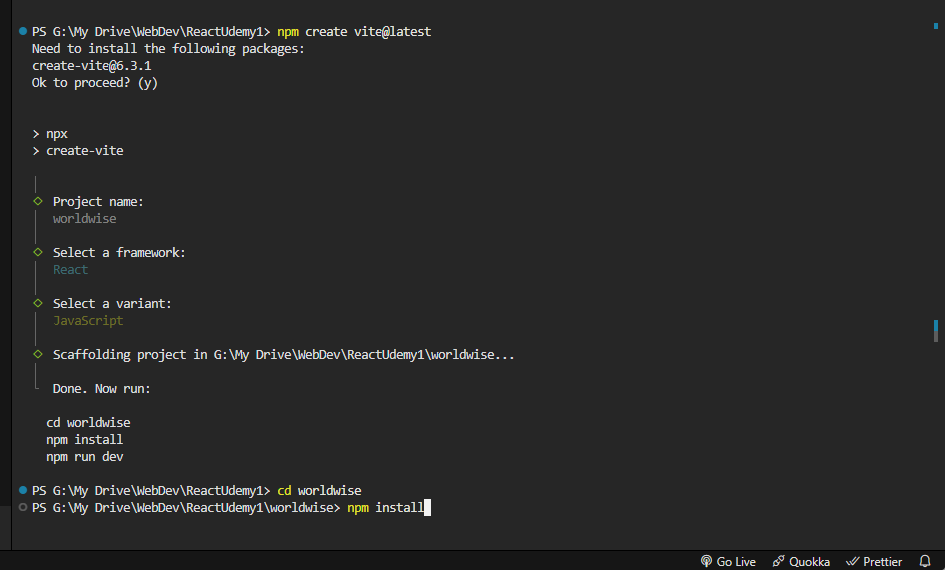 PS G:\My Drive\WebDev\ReactUdemy1> npm create vite@latest
Need to install the following packages:
create-vite@6.3.1
Ok to proceed? (y)
> npx
> create-vite
Project name:
worldwise
Select a framework:
React
Select a variant:
JavaScript
Scaffolding project in G:\My Drive\WebDev\ReactUdemy1\worldwise...
Done. Now run:
cd worldwise
npm install
npm run dev
PS G:\My Drive\WebDev\ReactUdemy1> cd worldwise
PS G:\My Drive\WebDev\ReactUdemy1\worldwise> npm install
Go Live Quokka Prettier